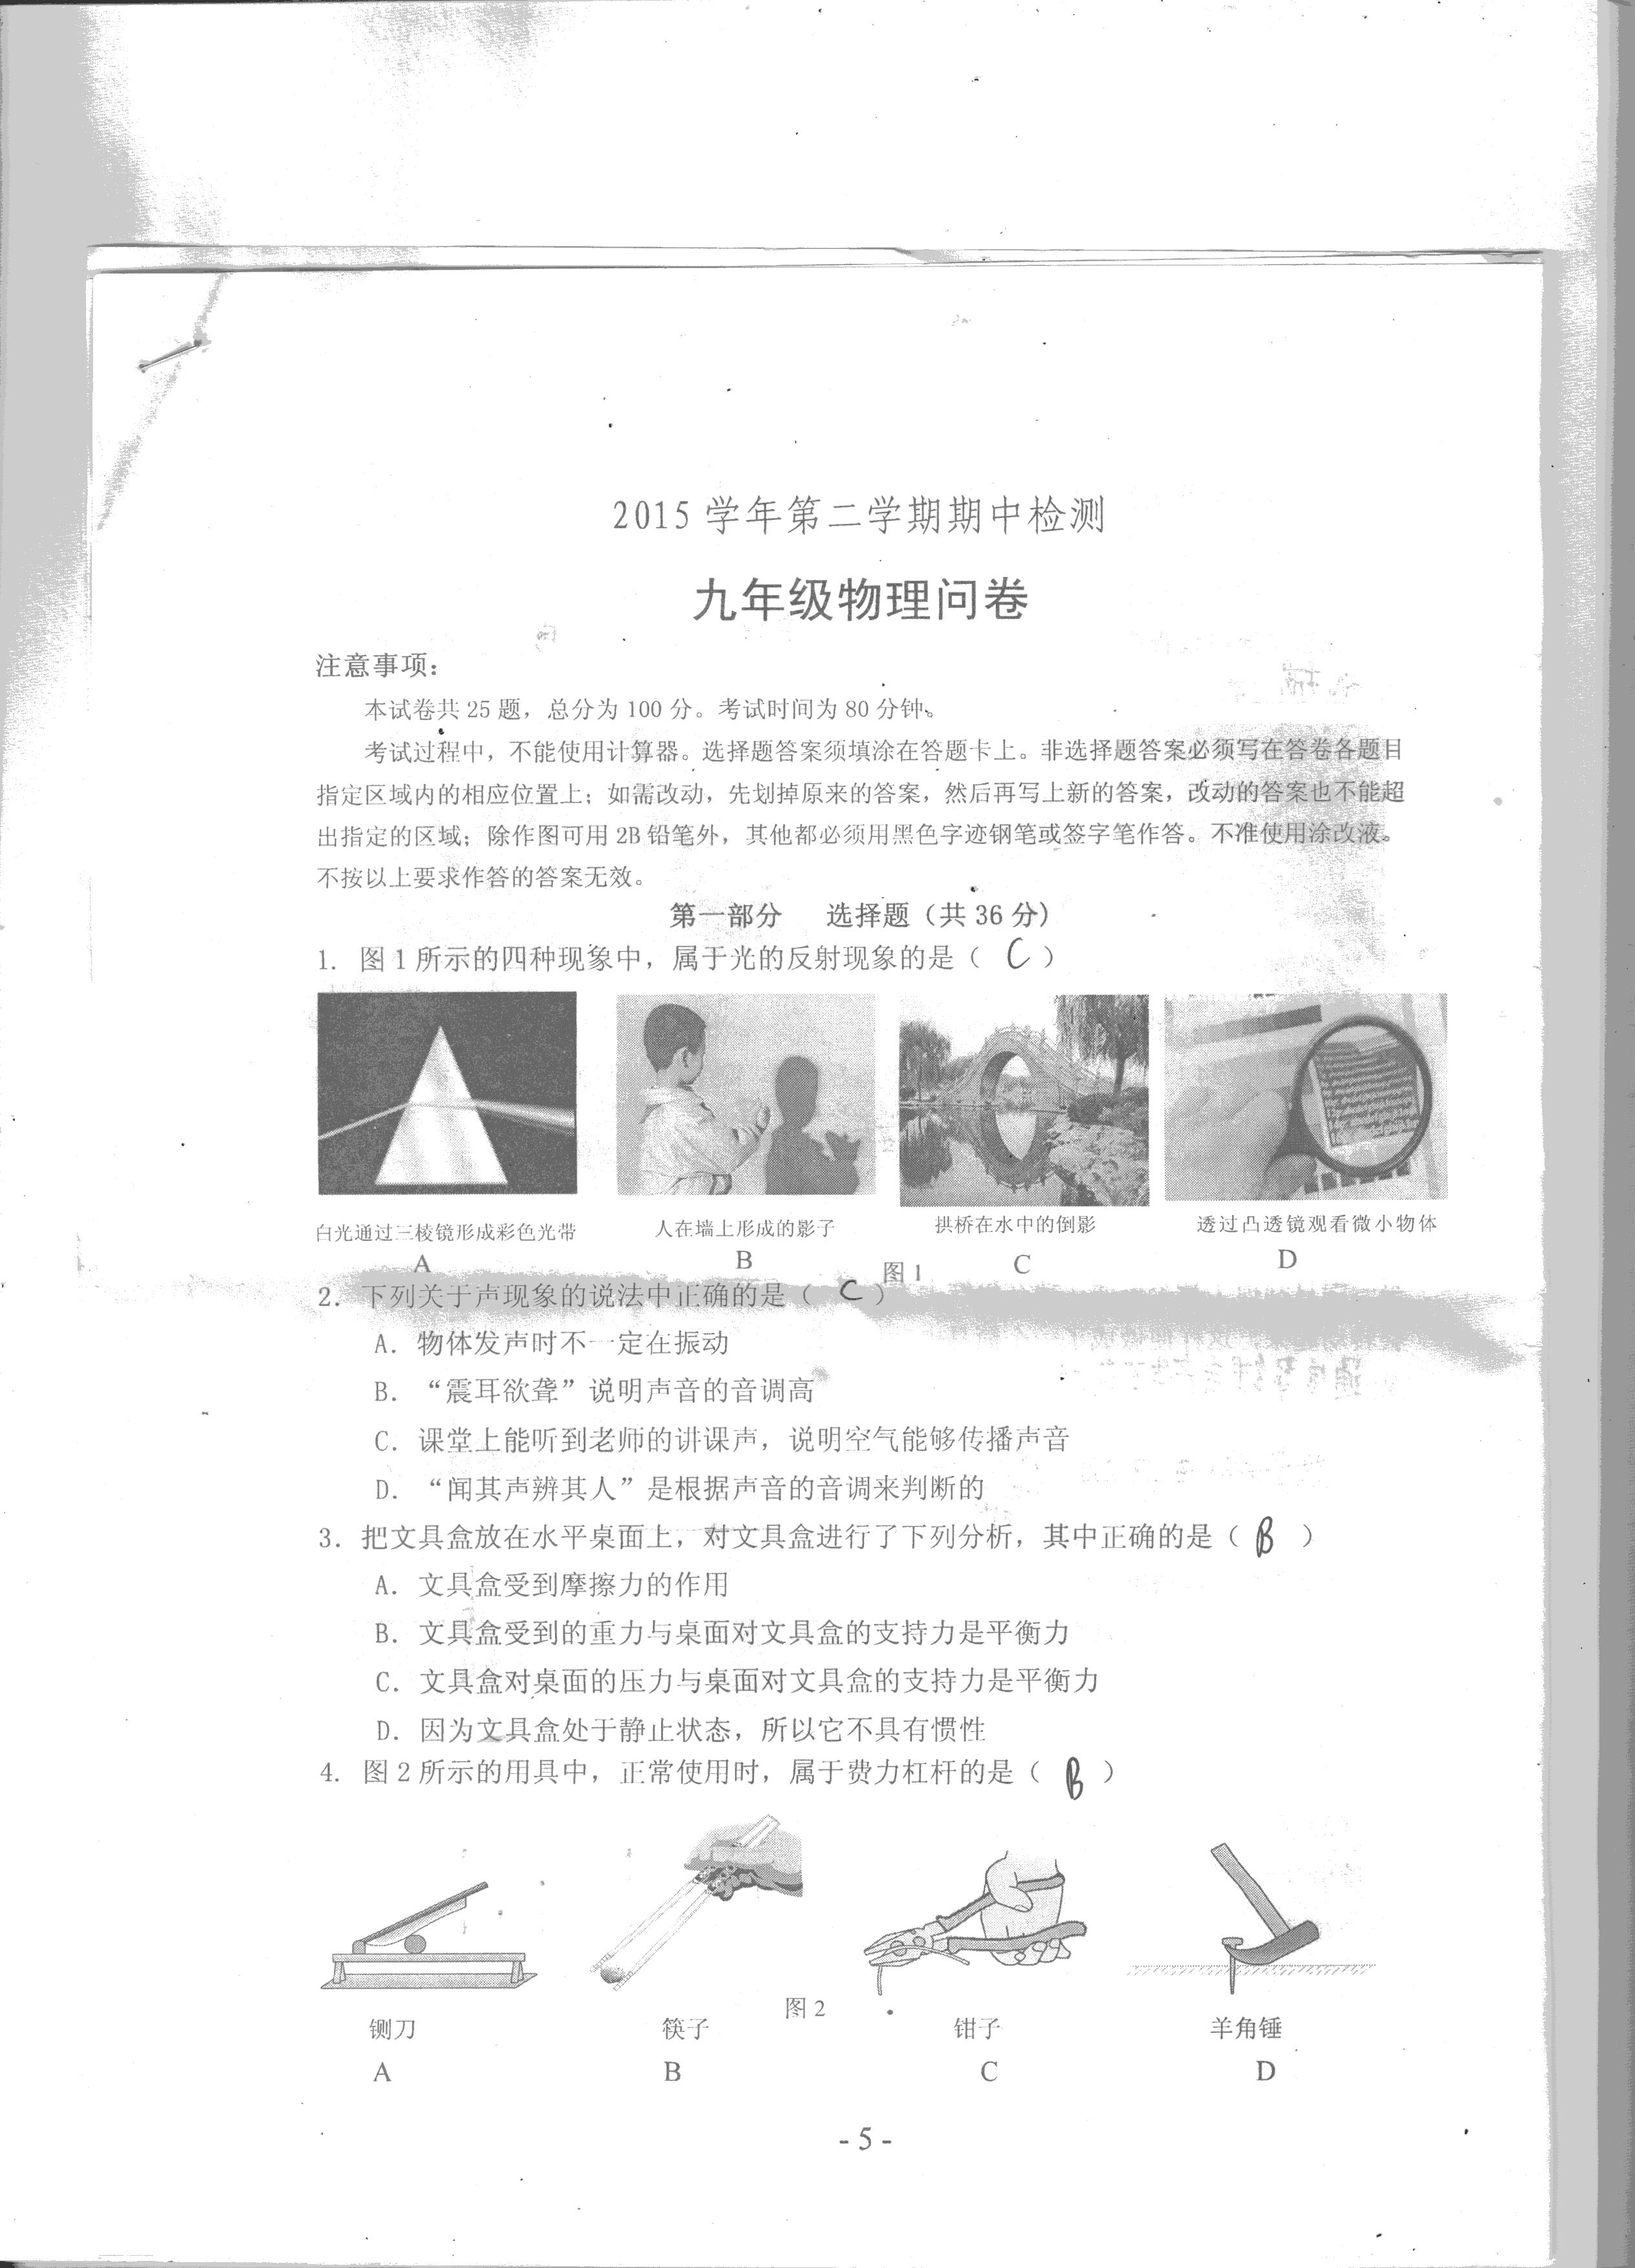 2015 学年第二学期期中检测
九年级物理问卷
注意事项：
本试卷共 25 题，总分为 100 分。考试时间为 80 分钟。
考试过程中，不能使用计算器。选择题答案须填涂在答题卡上。非选择题答案必须写在答卷各题目
指定区域内的相应位置上；如需改动，先划掉原来的答案，然后再写上新的答案，改动的答案也不能超
出指定的区域；除作图可用 2B 铅笔外，其他都必须用黑色字迹钢笔或签字笔作答。不准使用涂改液。
不按以上要求作答的答案无效。
第一部分 选择题（共 36 分）
1. 图 1 所示的四种现象中，属于光的反射现象的是（ C ）
白光通过三棱镜形成彩色光带 人在墙上形成的影子 拱桥在水中的倒影 透过凸透镜观看微小物体
A B C D
图 1
2. 下列关于声现象的说法中正确的是（ C ）
A. 物体发声时不一定在振动
B. “震耳欲聋”说明声音的音调高
C. 课堂上能听到老师的讲课声，说明空气能够传播声音
D. “闻其声辨其人”是根据声音的音调来判断的
3. 把文具盒放在水平桌面上，对文具盒进行了下列分析，其中正确的是（ B ）
A. 文具盒受到摩擦力的作用
B. 文具盒受到的重力与桌面对文具盒的支持力是平衡力
C. 文具盒对桌面的压力与桌面对文具盒的支持力是平衡力
D. 因为文具盒处于静止状态，所以它不具有惯性
4. 图 2 所示的用具中，正常使用时，属于费力杠杆的是（ B ）
图 2
铡刀 筷子 钳子 羊角锤
A B C D
- 5 -